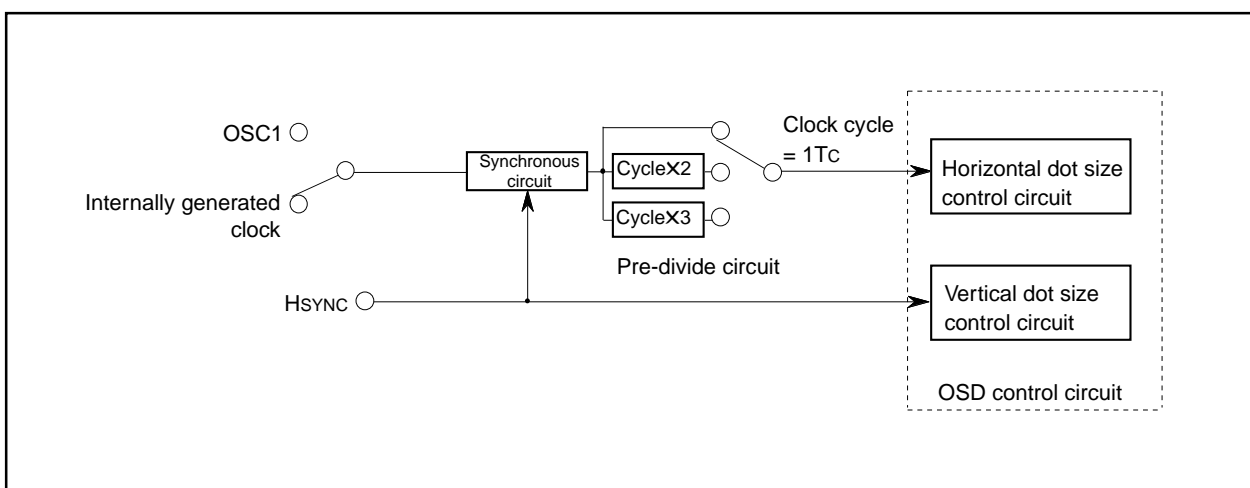 OSC1
Internally generated
clock
HSYNC
Synchronous
circuit
Cycle×2
Cycle×3
Pre-divide circuit
Clock cycle
= 1TC
Horizontal dot size
control circuit
Vertical dot size
control circuit
OSD control circuit